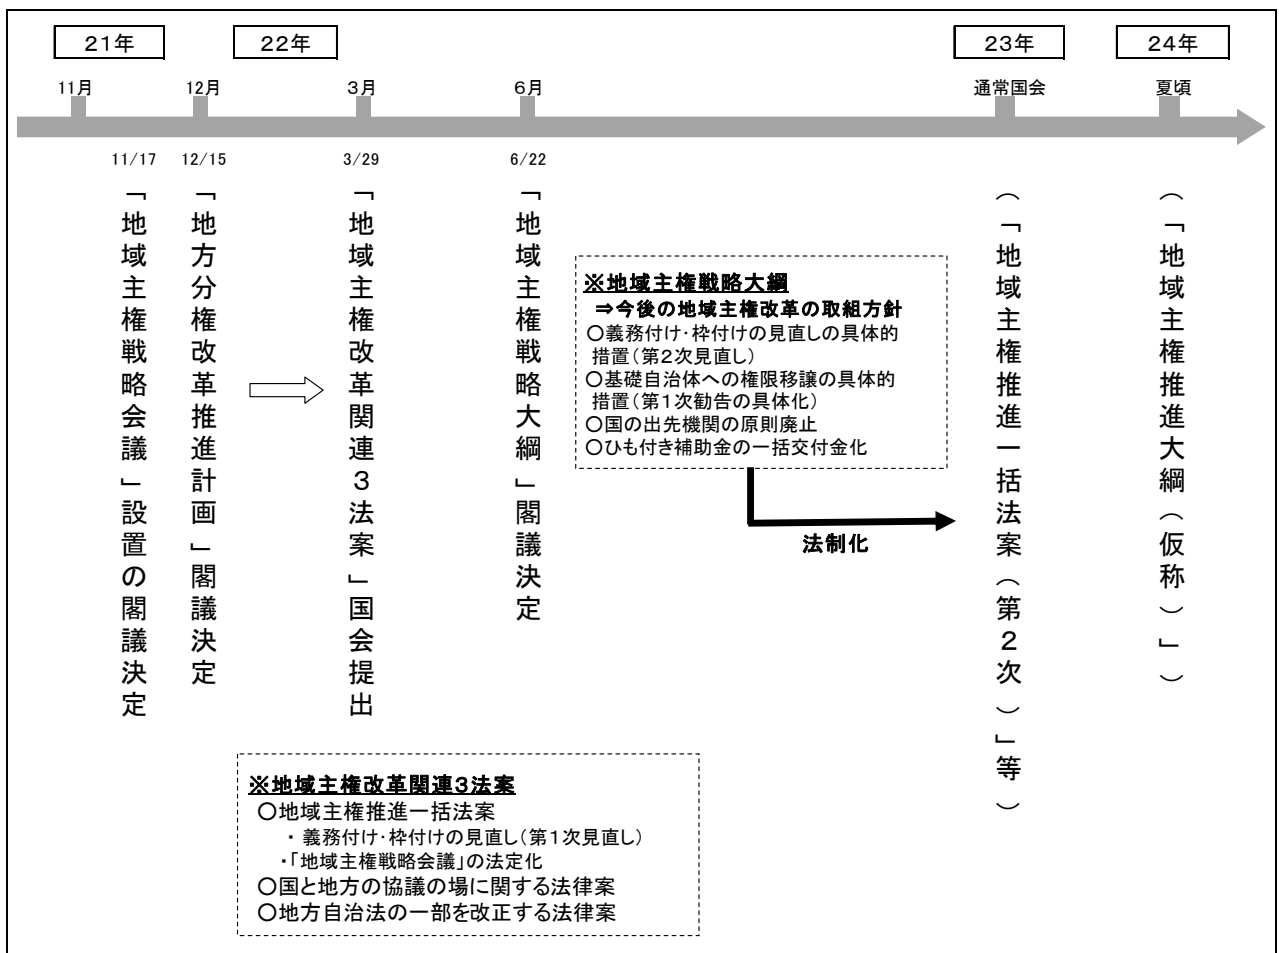 21年
22年
23年
24年
11月
12月
3月
6月
通常国会
夏頃
11/17
12/15
3/29
6/22
「地域主権戦略会議」設置の閣議決定
「地方分権改革推進計画」閣議決定
「地域主権改革関連3法案」国会提出
「地域主権戦略大綱」閣議決定
※地域主権戦略大綱
⇒今後の地域主権改革の取組方針
○義務付け・枠付けの見直しの具体的
措置(第2次見直し)
○基礎自治体への権限移譲の具体的
措置(第1次勧告の具体化)
○国の出先機関の原則廃止
○ひも付き補助金の一括交付金化
法制化
(「地域主権推進一括法案(第2次)」等)
(「地域主権推進大綱(仮称)」)
※地域主権改革関連3法案
○地域主権推進一括法案
・ 義務付け・枠付けの見直し(第1次見直し)
・「地域主権戦略会議」の法定化
○国と地方の協議の場に関する法律案
○地方自治法の一部を改正する法律案